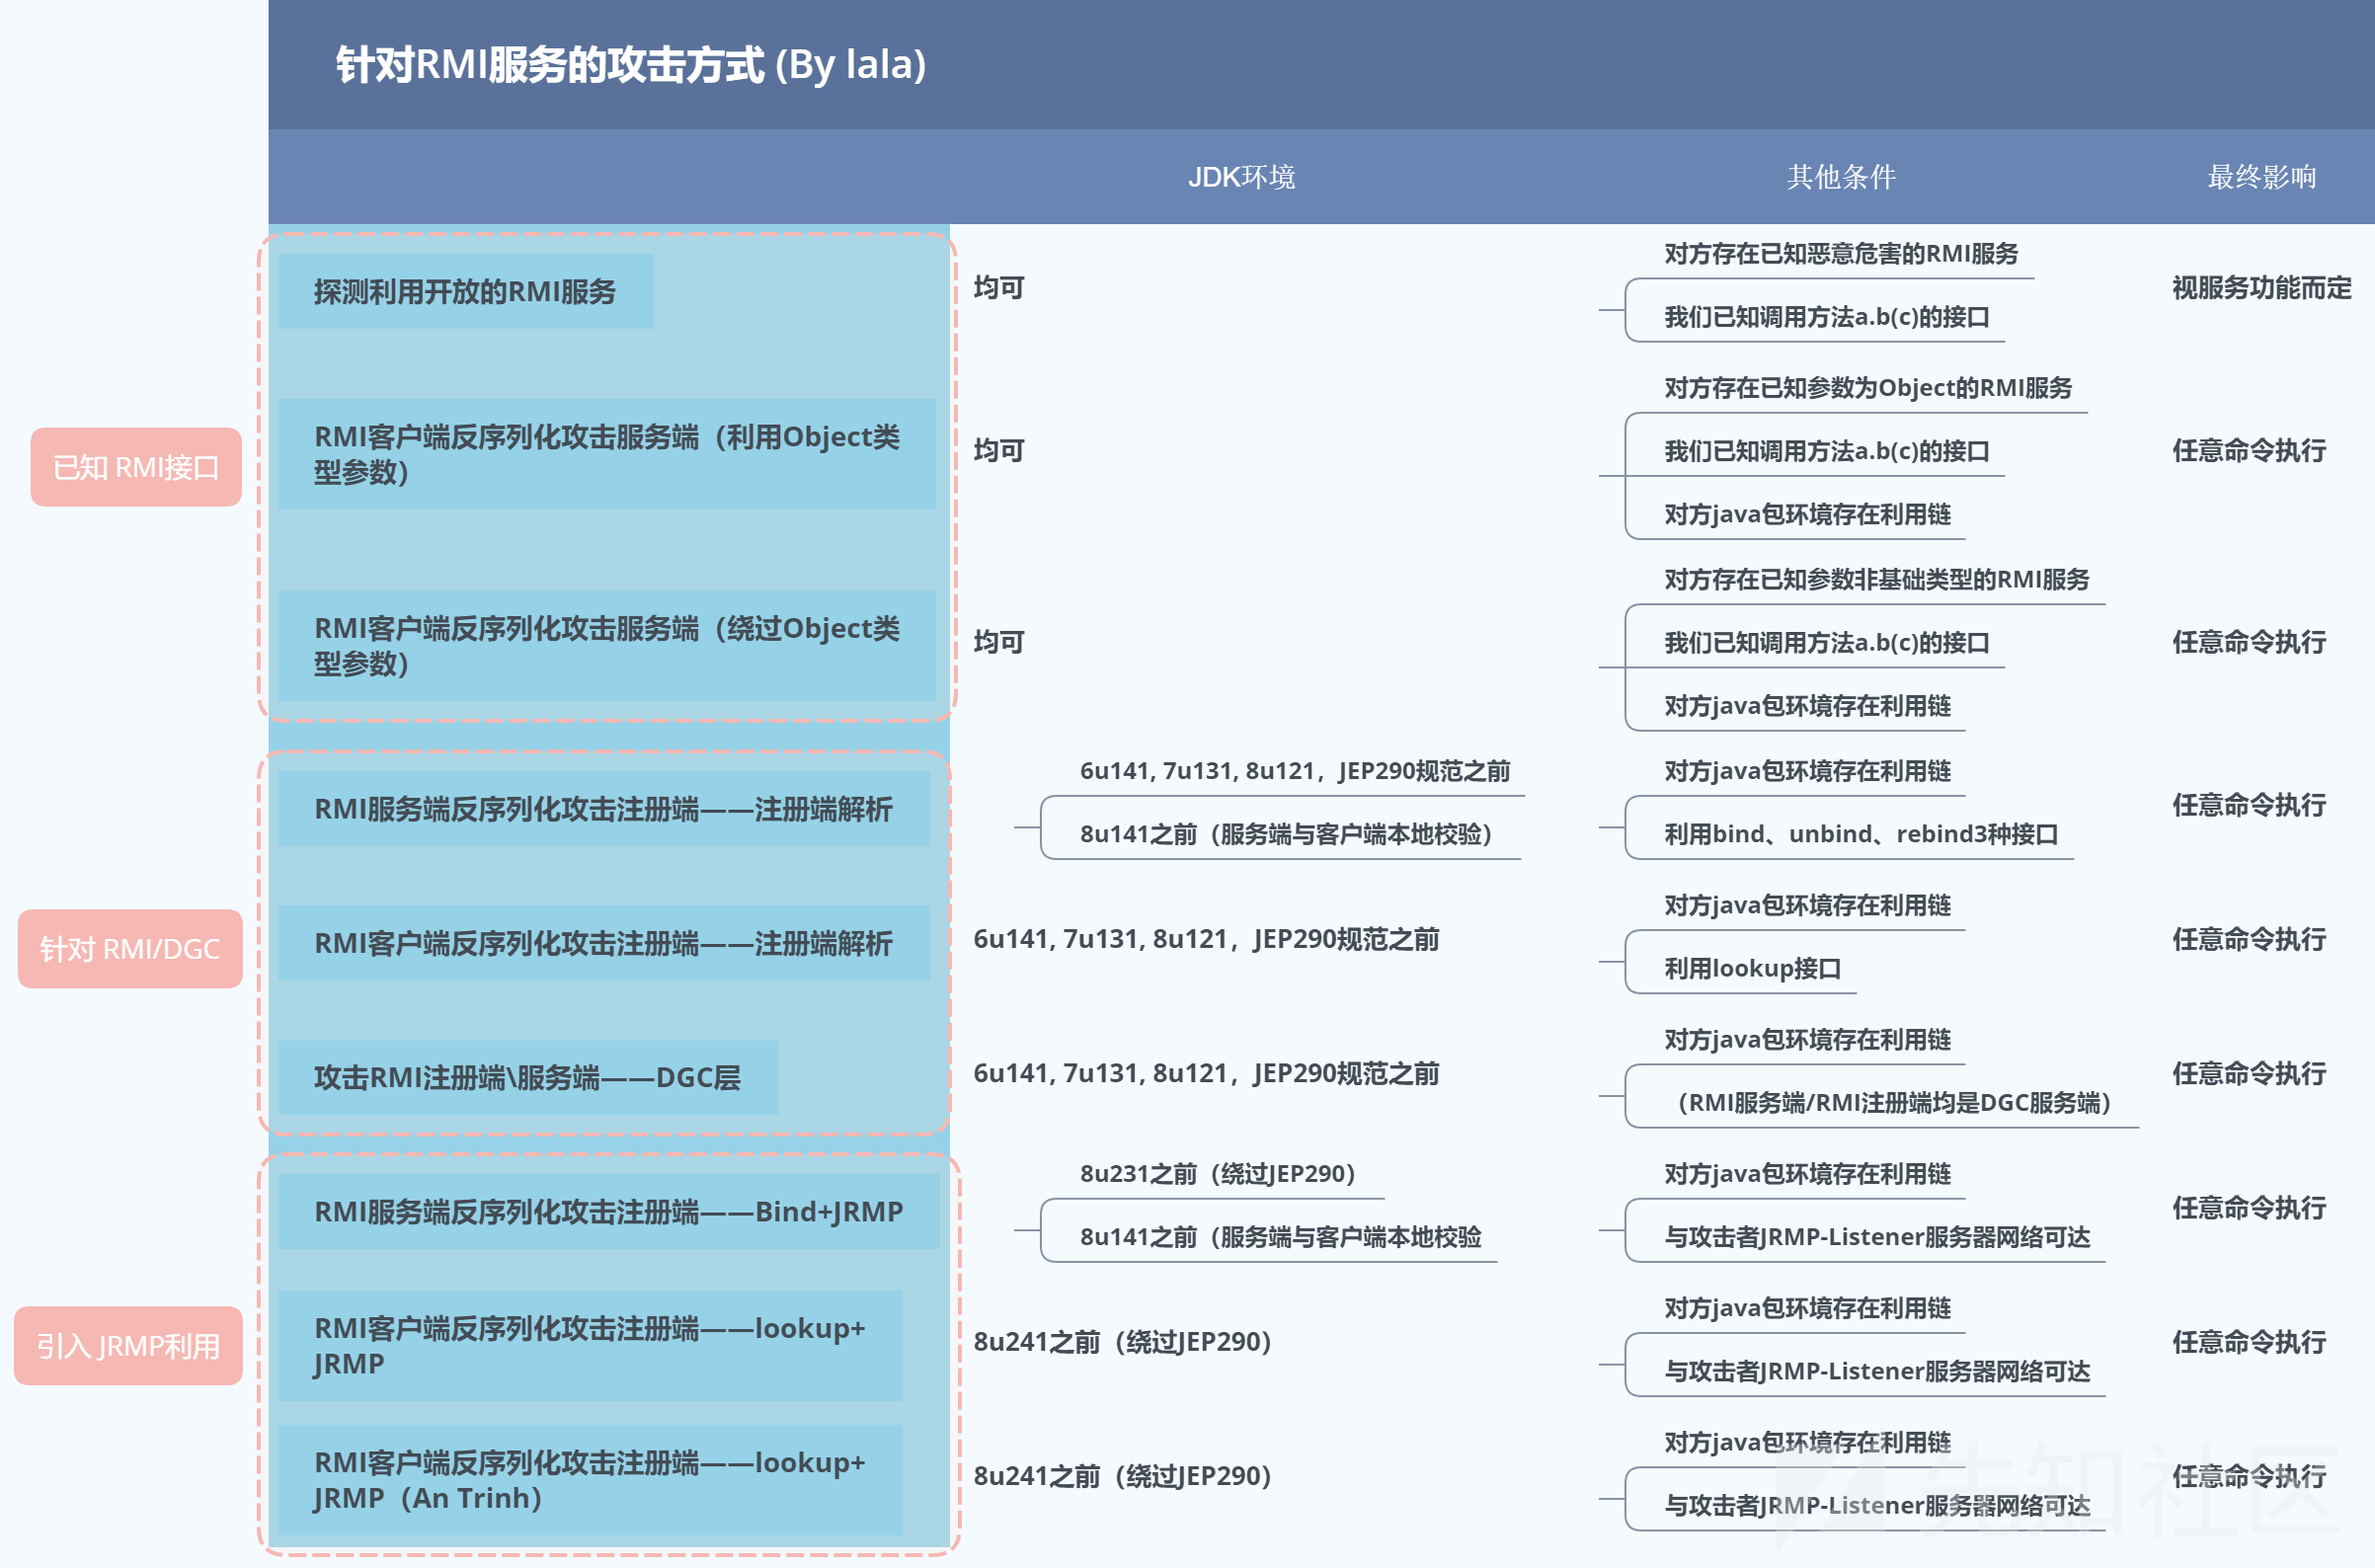 针对RMI服务的攻击方式 (By lala)
JDK环境
其他条件
最终影响
已知 RMI接口
探测利用开放的RMI服务
均可
对方存在已知恶意危害的RMI服务
我们已知调用方法a.b(c)的接口
视服务功能而定
RMI客户端反序列化攻击服务端（利用Object类
型参数）
均可
对方存在已知参数为Object的RMI服务
我们已知调用方法a.b(c)的接口
对方java包环境存在利用链
任意命令执行
RMI客户端反序列化攻击服务端（绕过Object类
型参数）
均可
对方存在已知参数非基础类型的RMI服务
我们已知调用方法a.b(c)的接口
对方java包环境存在利用链
任意命令执行
针对 RMI/DGC
RMI服务端反序列化攻击注册端——注册端解析
6u141, 7u131, 8u121，JEP290规范之前
8u141之前（服务端与客户端本地校验）
对方java包环境存在利用链
利用bind、unbind、rebind3种接口
任意命令执行
RMI客户端反序列化攻击注册端——注册端解析
6u141, 7u131, 8u121，JEP290规范之前
对方java包环境存在利用链
利用lookup接口
任意命令执行
攻击RMI注册端\服务端——DGC层
6u141, 7u131, 8u121，JEP290规范之前
对方java包环境存在利用链
（RMI服务端/RMI注册端均是DGC服务端）
任意命令执行
引入 JRMP利用
RMI服务端反序列化攻击注册端——Bind+JRMP
8u231之前（绕过JEP290）
8u141之前（服务端与客户端本地校验
对方java包环境存在利用链
与攻击者JRMP-Listener服务器网络可达
任意命令执行
RMI客户端反序列化攻击注册端——lookup+
JRMP
8u241之前（绕过JEP290）
对方java包环境存在利用链
与攻击者JRMP-Listener服务器网络可达
任意命令执行
RMI客户端反序列化攻击注册端——lookup+
JRMP（An Trinh）
8u241之前（绕过JEP290）
对方java包环境存在利用链
与攻击者JRMP-Listener服务器网络可达
任意命令执行
先知社区